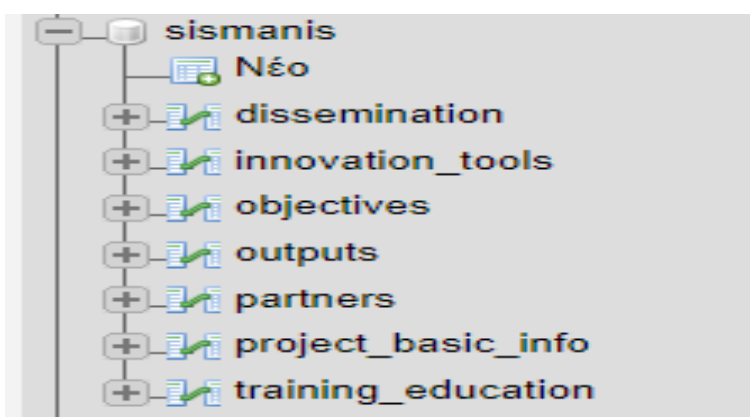 sismanis
Νέο
dissemination
innovation_tools
objectives
outputs
partners
project_basic_info
training_education